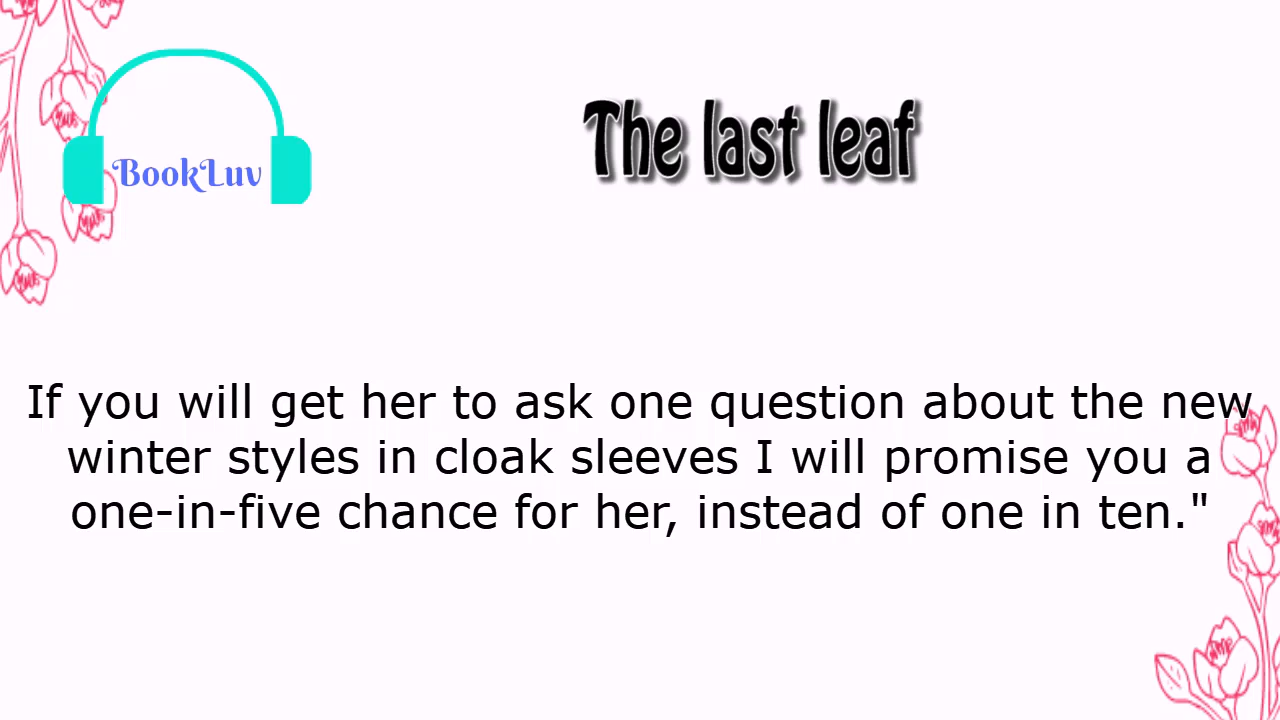 BookLuv
The last leaf
If you will get her to ask one question about the new
winter styles in cloak sleeves I will promise you a
one-in-five chance for her, instead of one in ten."